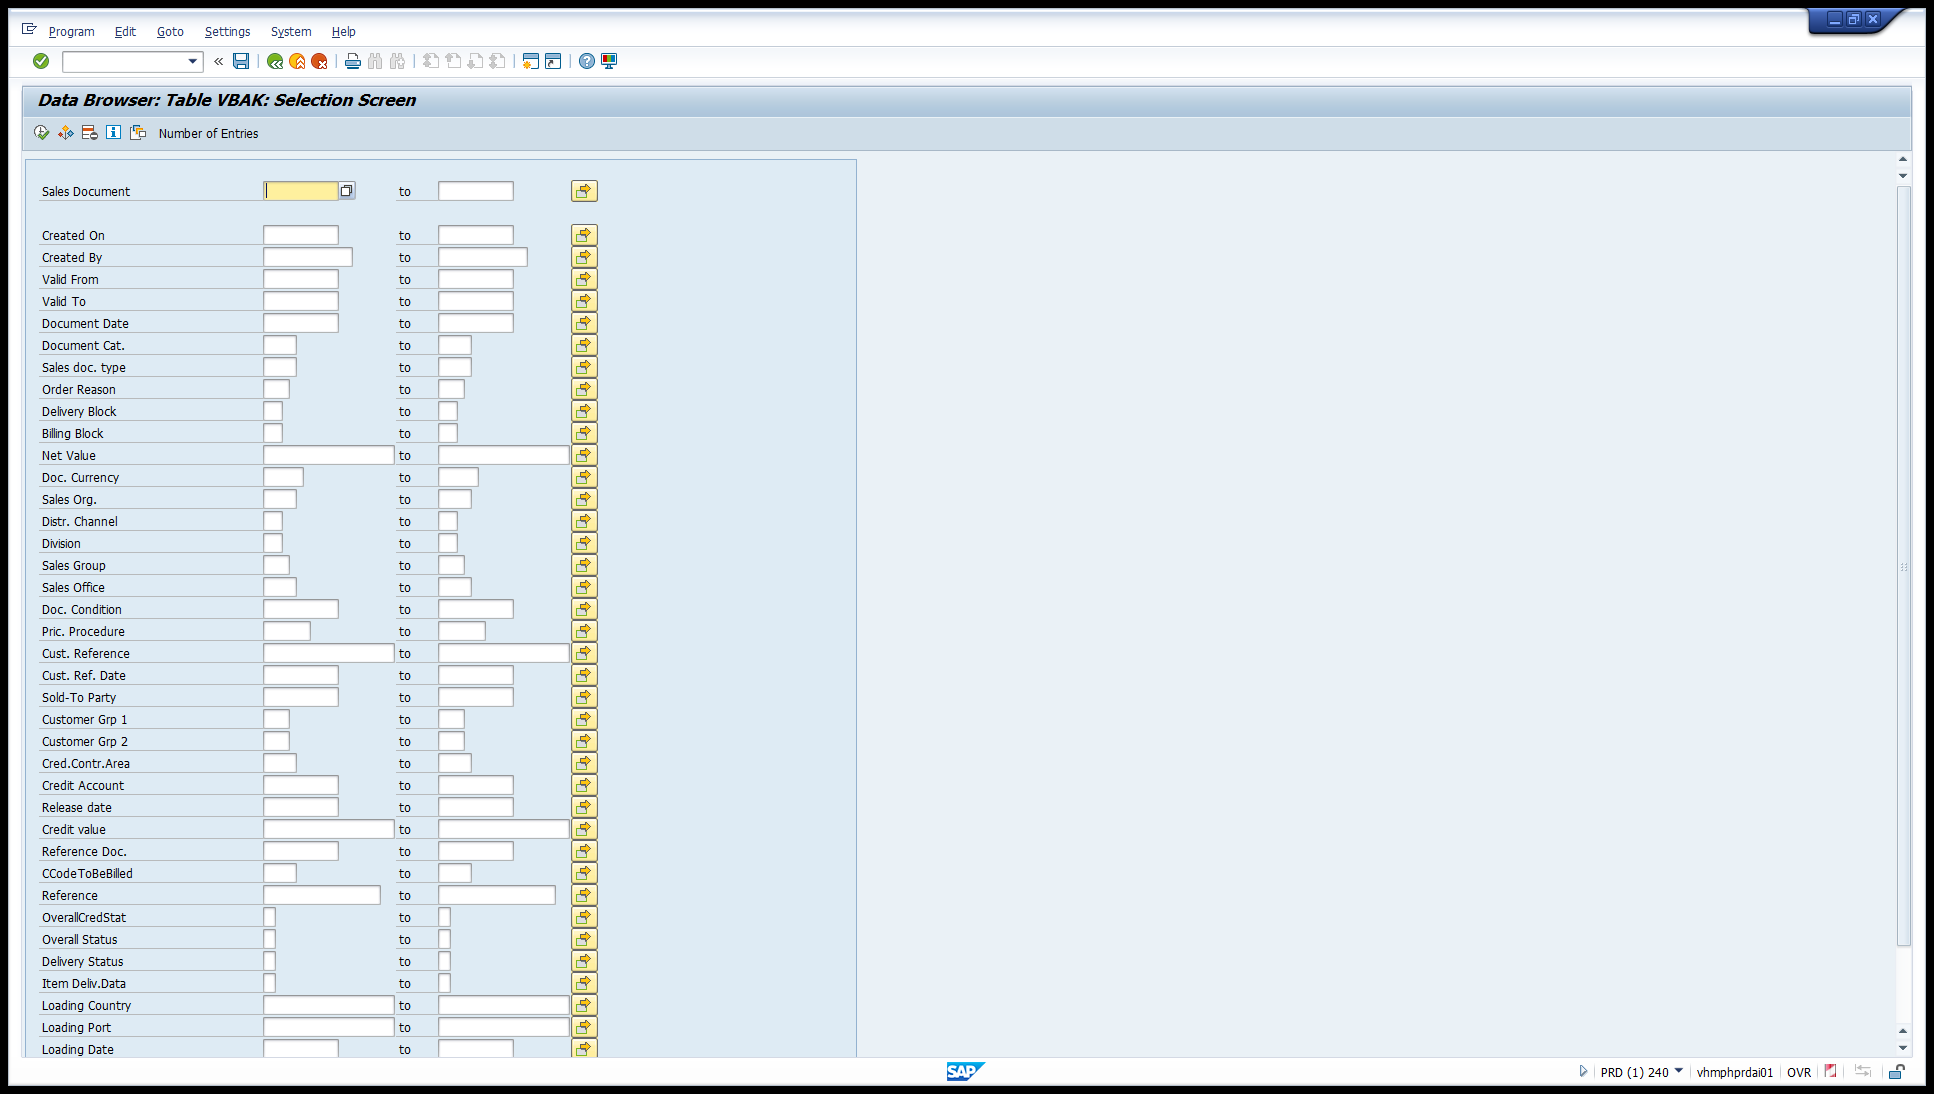 Program Edit Goto Settings System Help
Data Browser: Table VBAK: Selection Screen
Number of Entries
Sales Document to
Created On to
Created By to
Valid From to
Valid To to
Document Date to
Document Cat. to
Sales doc. type to
Order Reason to
Delivery Block to
Billing Block to
Net Value to
Doc. Currency to
Sales Org. to
Distr. Channel to
Division to
Sales Group to
Sales Office to
Doc. Condition to
Pric. Procedure to
Cust. Reference to
Cust. Ref. Date to
Sold-To Party to
Customer Grp 1 to
Customer Grp 2 to
Cred.Contr.Area to
Credit Account to
Release date to
Credit value to
Reference Doc. to
CCodeToBeBilled to
Reference to
OverallCredStat to
Overall Status to
Delivery Status to
Item Deliv.Data to
Loading Country to
Loading Port to
Loading Date to
SAP PRD (1) 240 vhmphprdai01 OVR